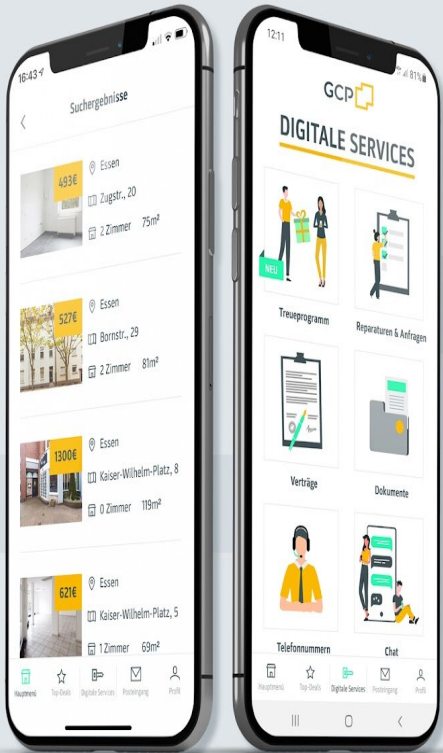 16:43
Suchergebnisse
493€
Essen
Zugstr., 20
2 Zimmer 75m²
527€
Essen
Bornstr., 29
2 Zimmer 81m²
1300€
Essen
Kaiser-Wilhelm-Platz, 8
0 Zimmer 119m²
621€
Essen
Kaiser-Wilhelm-Platz, 5
1 Zimmer 69m²
Hauptmenü Top-Deals Digitale Services Posteingang Profil
12:11 81%
GCP
DIGITALE SERVICES
NEU
Treueprogramm
Reparaturen & Anfragen
Verträge
Dokumente
Telefonnummern
Chat
Hauptmenü Top-Deals Digitale Services Posteingang Profil